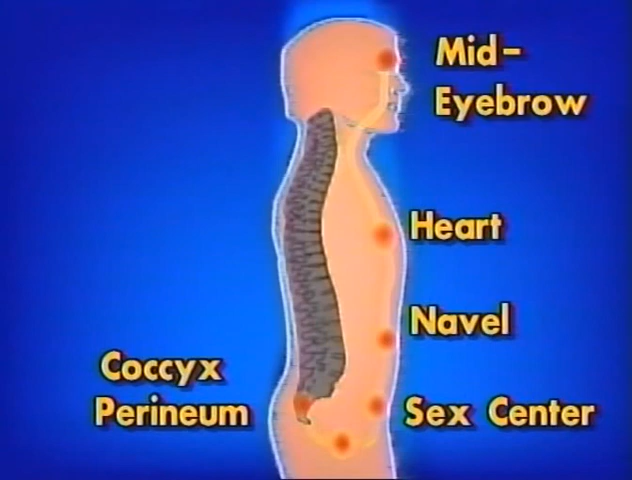 Mid-
Eyebrow
Heart
Navel
Coccyx
Perineum
Sex Center